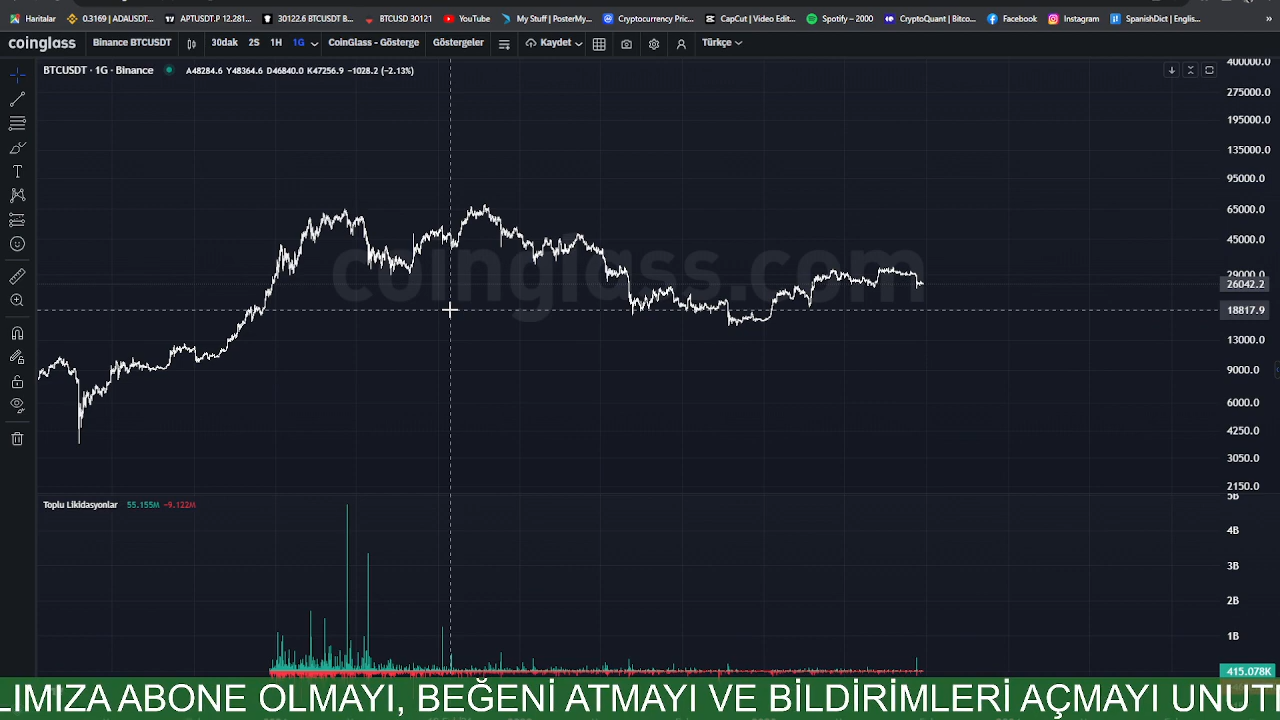 Haritalar 0.3169 | ADAUSDT... APTUSDT.P 12.281... 30122.6 BTCUSDT B... BTCUSD 30121 YouTube My Stuff | PosterMy... Cryptocurrency Pric... CapCut | Video Edit... Spotify – 2000 CryptoQuant | Bitco... Facebook Instagram SpanishDict | Englis... »
coinglass Binance BTCUSDT 30dak 2S 1H 1G CoinGlass - Gösterge Göstergeler Kaydet Türkçe
BTCUSDT · 1G · Binance A48284.6 Y48364.6 D46840.0 K47256.9 −1028.2 (−2.13%)
400000.0
275000.0
195000.0
135000.0
95000.0
65000.0
45000.0
coinglass.com
29000.0
26042.2
18817.9
13000.0
9000.0
6000.0
4250.0
3050.0
2150.0
5B
Toplu Likidasyonlar 55.155M −9.122M
4B
3B
2B
1B
415.078K
LIMIZA ABONE OLMAYI, BEĞENİ ATMAYI VE BİLDİRİMLERİ AÇMAYI UNUT